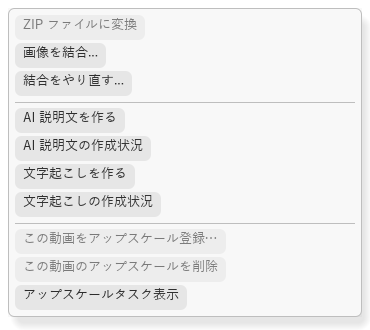 ZIP ファイルに変換
画像を結合...
結合をやり直す...
AI 説明文を作る
AI 説明文の作成状況
文字起こしを作る
文字起こしの作成状況
この動画をアップスケール登録…
この動画のアップスケールを削除
アップスケールタスク表示